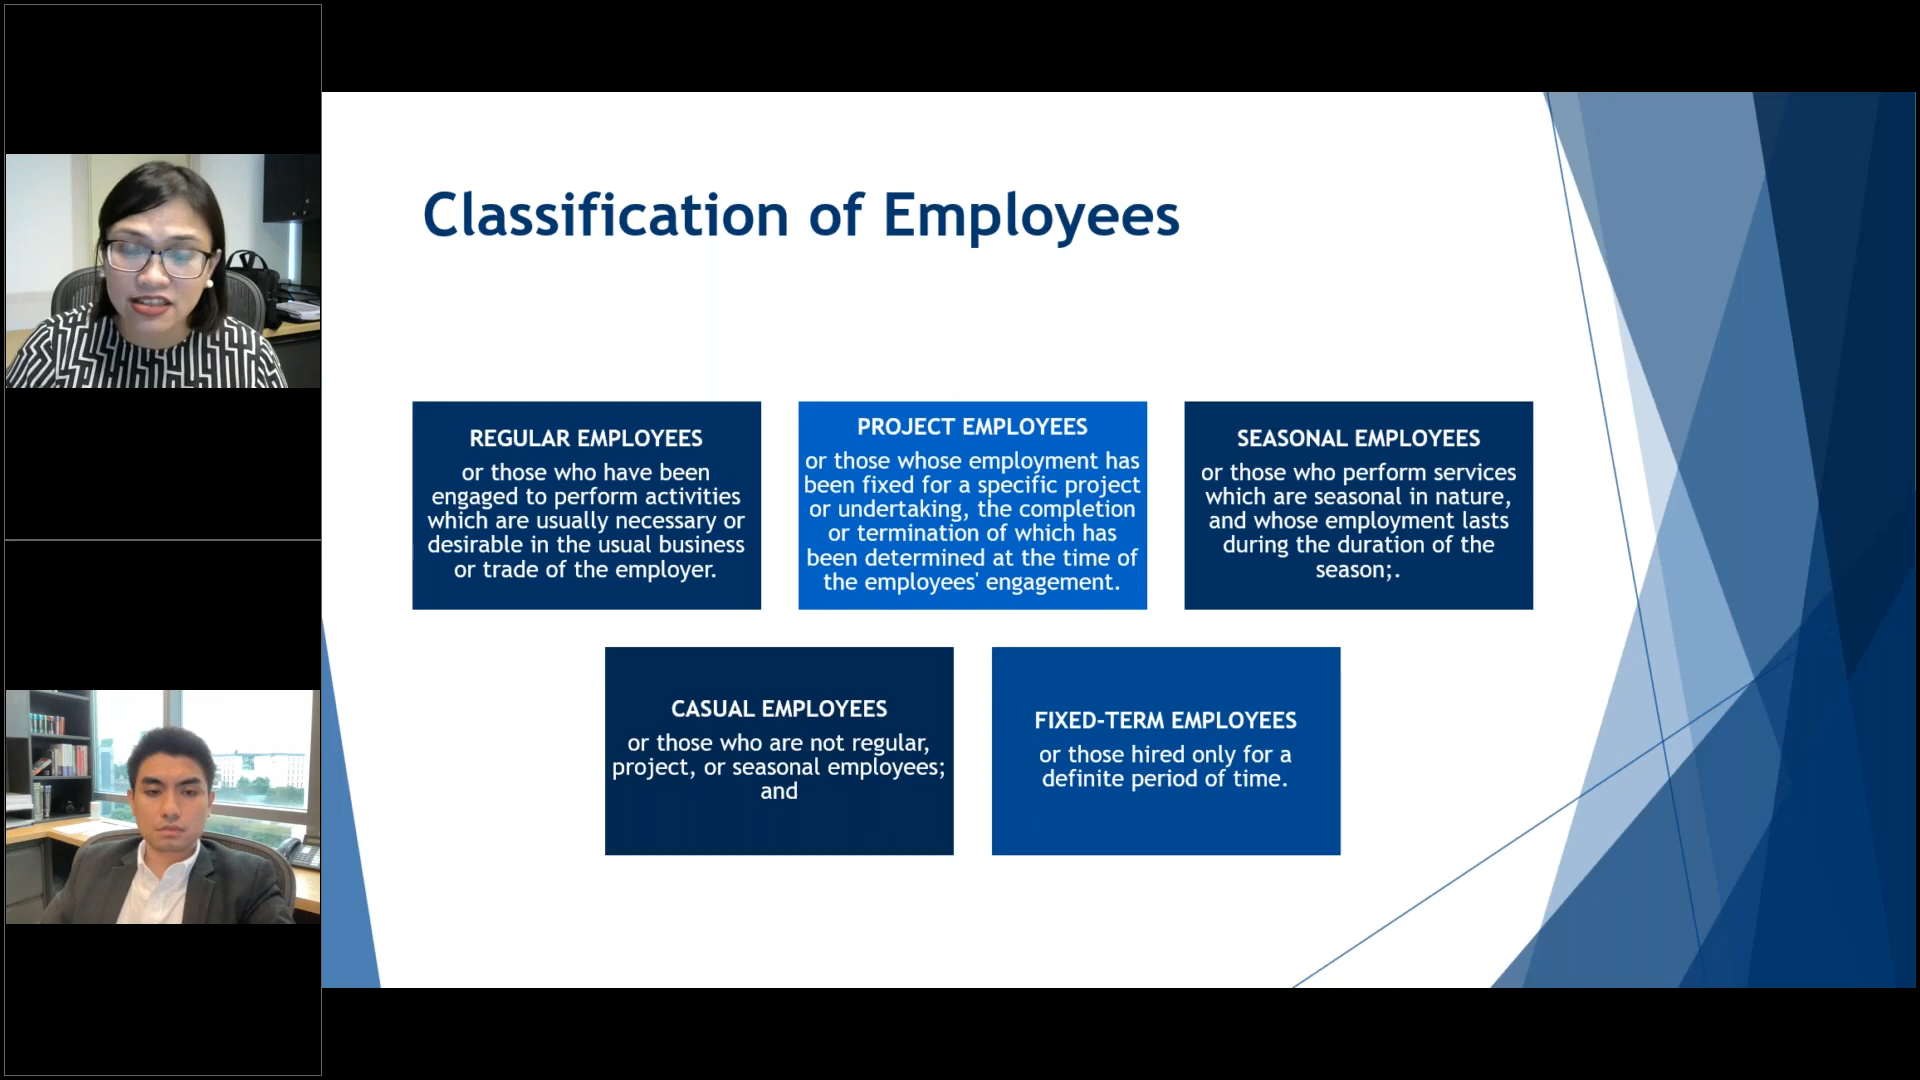 Classification of Employees
REGULAR EMPLOYEES
or those who have been
engaged to perform activities
which are usually necessary or
desirable in the usual business
or trade of the employer.
PROJECT EMPLOYEES
or those whose employment has
been fixed for a specific project
or undertaking, the completion
or termination of which has
been determined at the time of
the employees' engagement.
SEASONAL EMPLOYEES
or those who perform services
which are seasonal in nature,
and whose employment lasts
during the duration of the
season;.
CASUAL EMPLOYEES
or those who are not regular,
project, or seasonal employees;
and
FIXED-TERM EMPLOYEES
or those hired only for a
definite period of time.